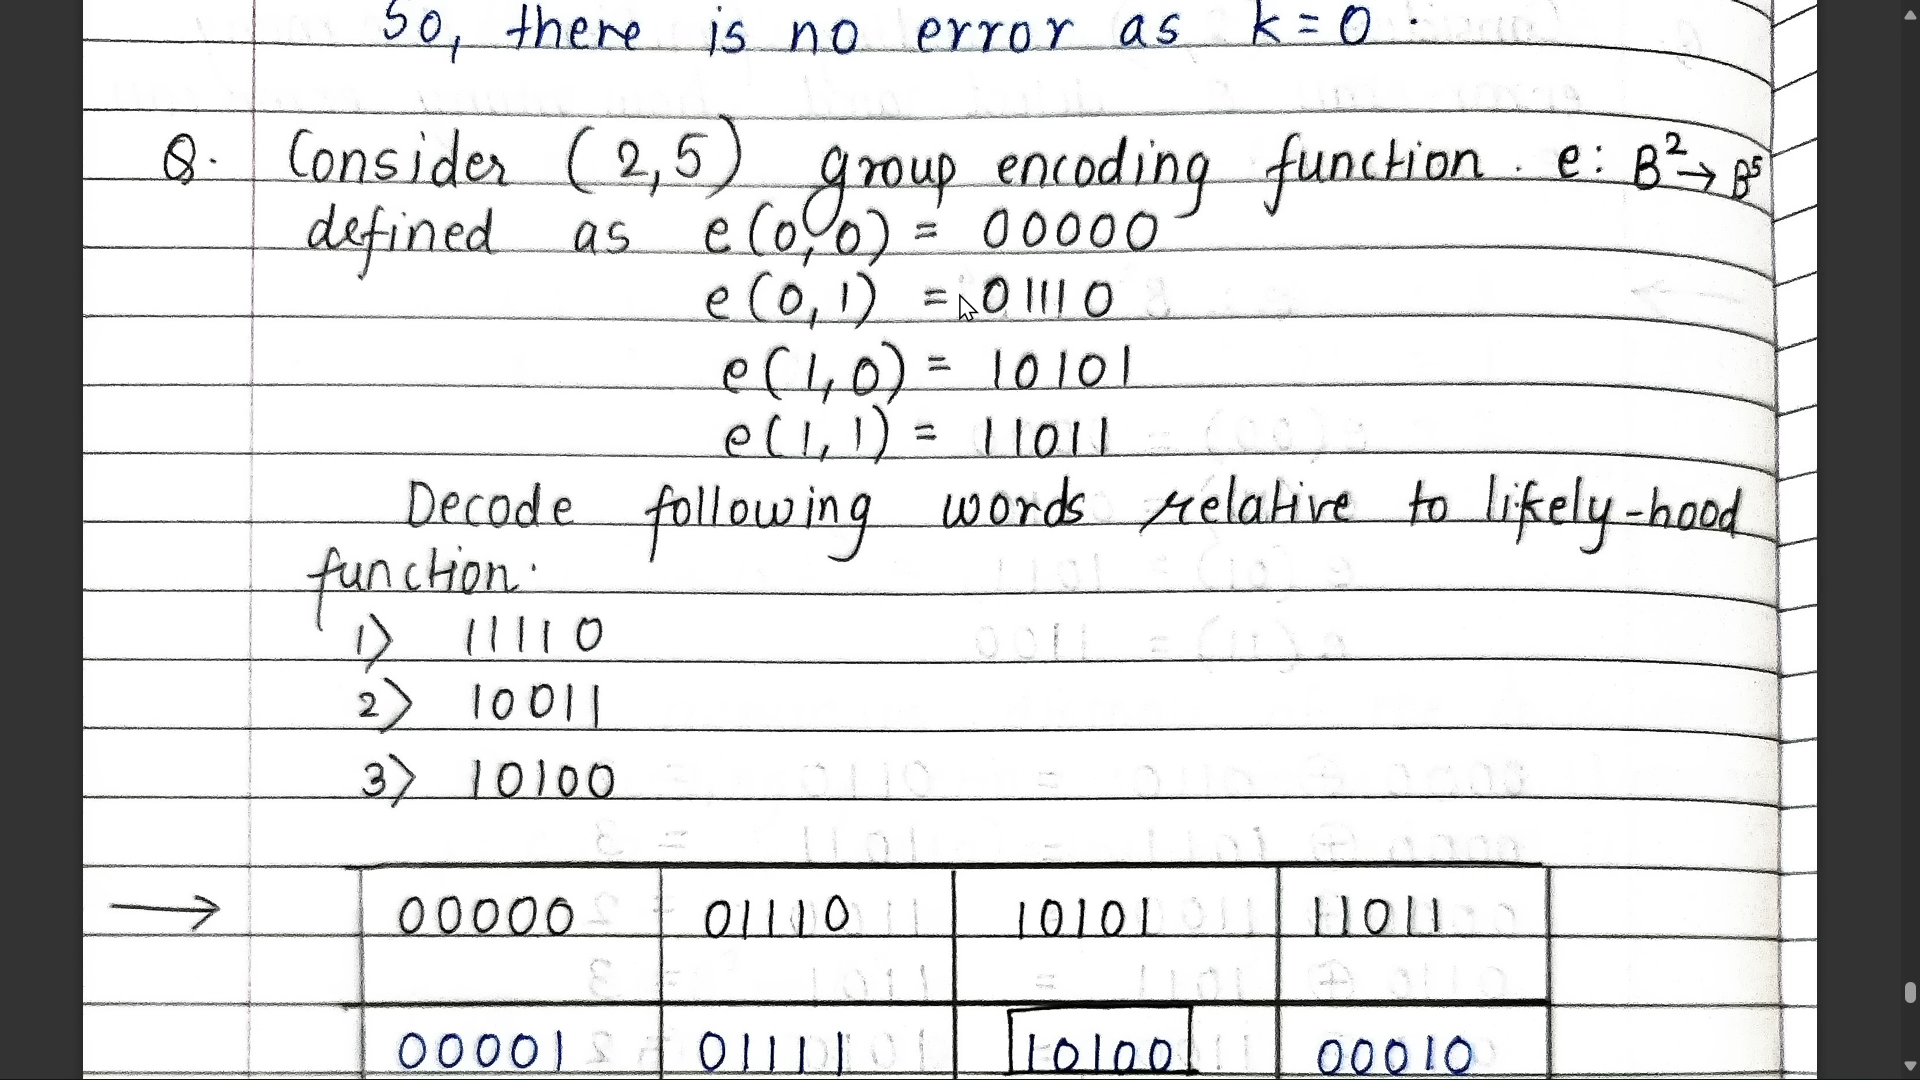 So, there is no error as k = 0 .
Q. Consider (2,5) group encoding function . e: B² → B⁵
defined as e(0,0) = 00000
e(0,1) = 01110
e(1,0) = 10101
e(1,1) = 11011
Decode following words relative to likely-hood
function.
1) 11110
2) 10011
3) 10100
→ 00000 01110 10101 11011
00001 01111 10100 00010